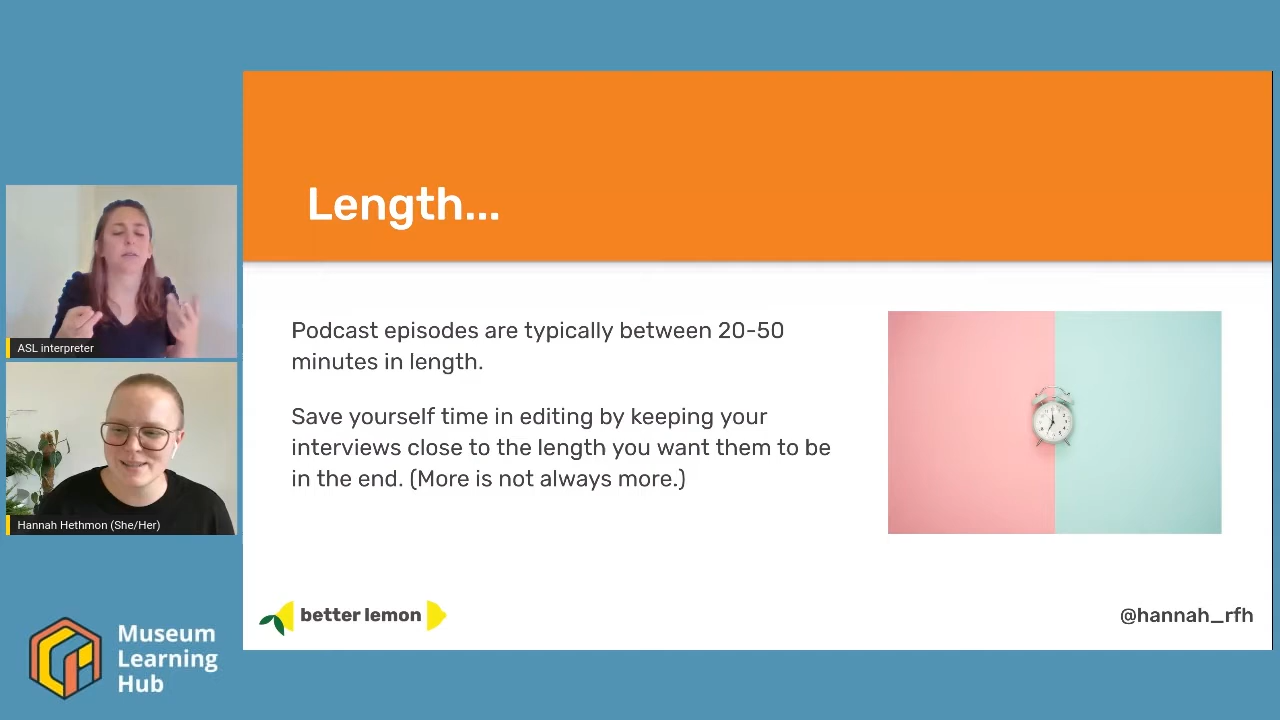 Length...
Podcast episodes are typically between 20-50
minutes in length.
Save yourself time in editing by keeping your
interviews close to the length you want them to be
in the end. (More is not always more.)
ASL interpreter
Hannah Hethmon (She/Her)
better lemon
@hannah_rfh
Museum
Learning
Hub